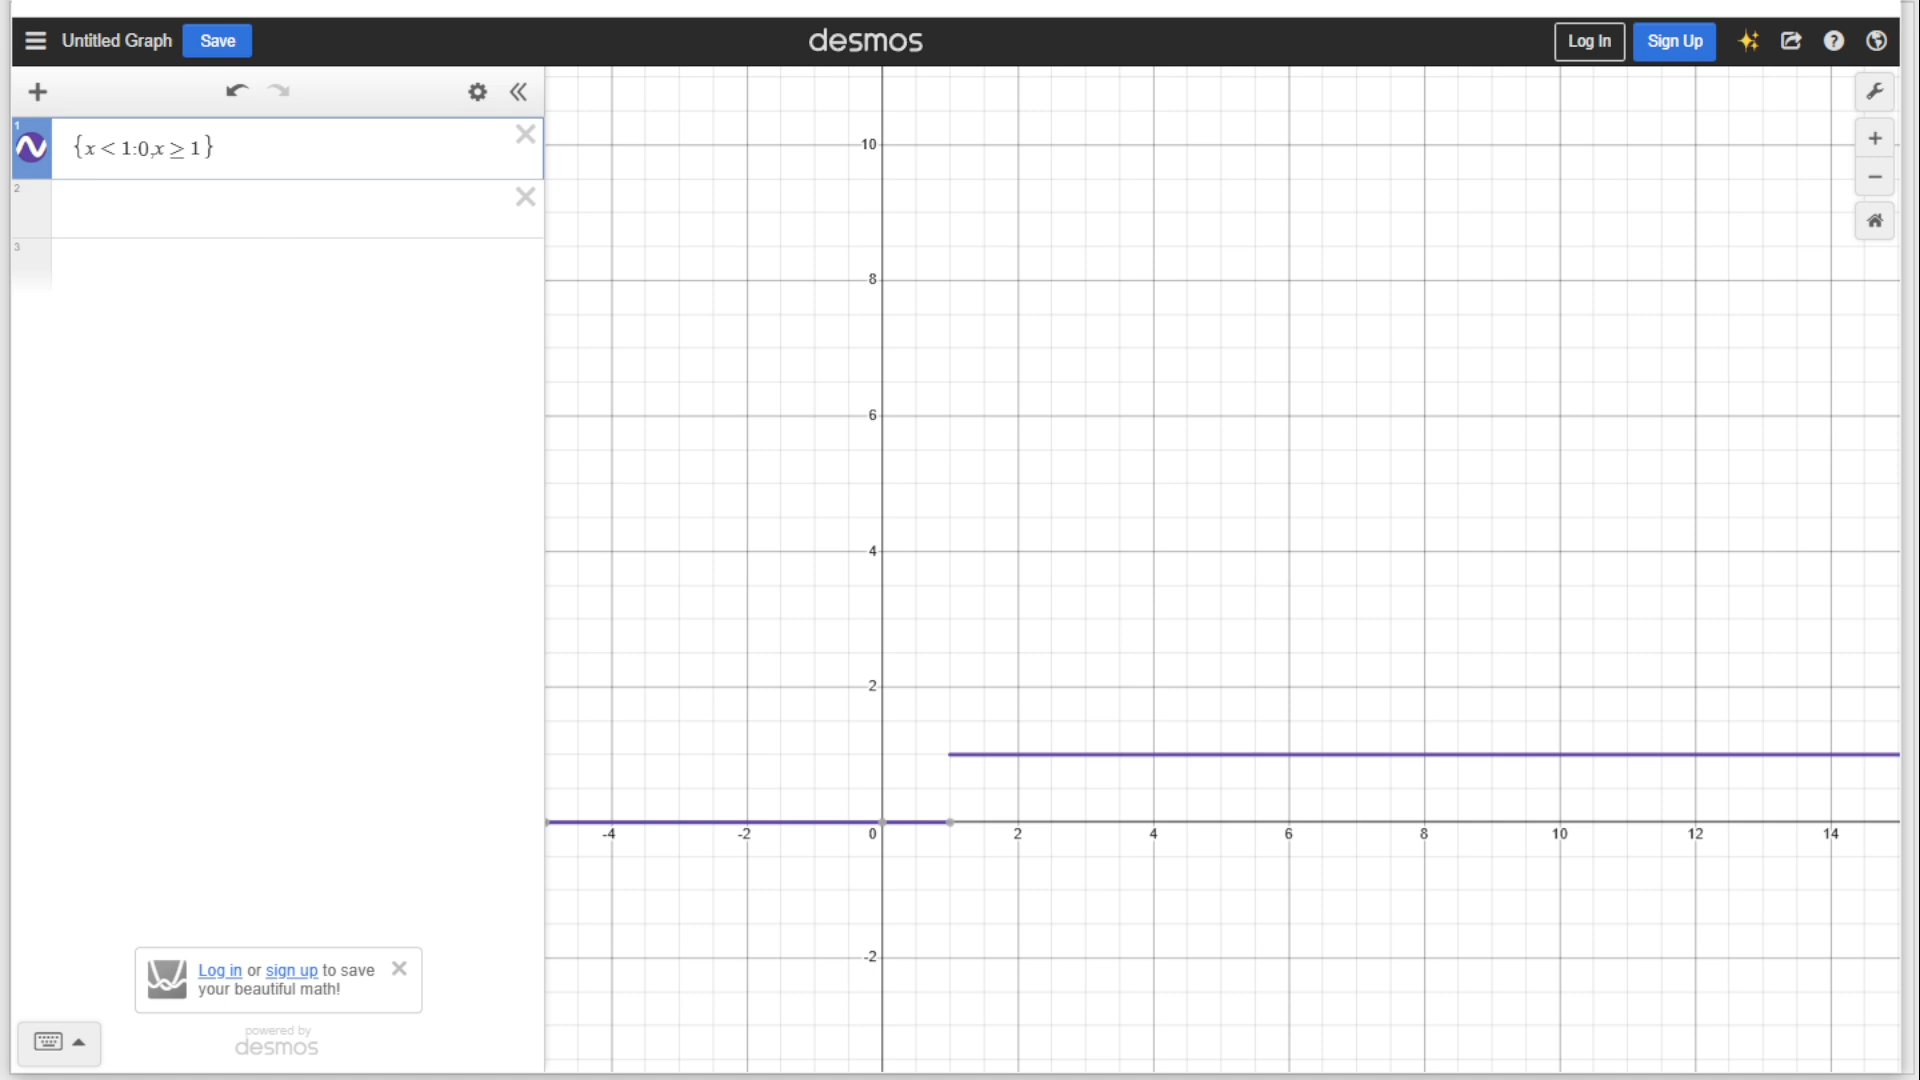 Untitled Graph Save desmos Log In Sign Up
1
{x < 1:0,x ≥ 1}
2
3
10
8
6
4
2
-4 -2 0 2 4 6 8 10 12 14
-2
Log in or sign up to save
your beautiful math!
powered by
desmos